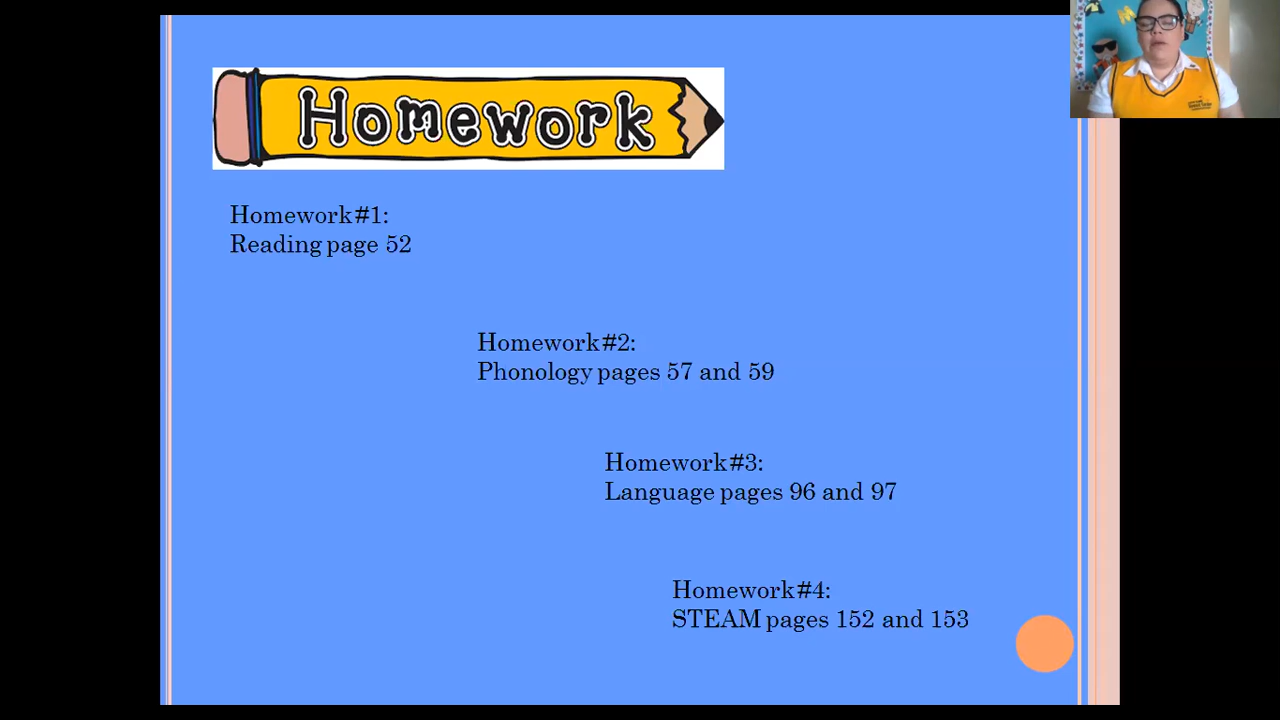 Homework
Homework #1:
Reading page 52
Homework #2:
Phonology pages 57 and 59
Homework #3:
Language pages 96 and 97
Homework #4:
STEAM pages 152 and 153